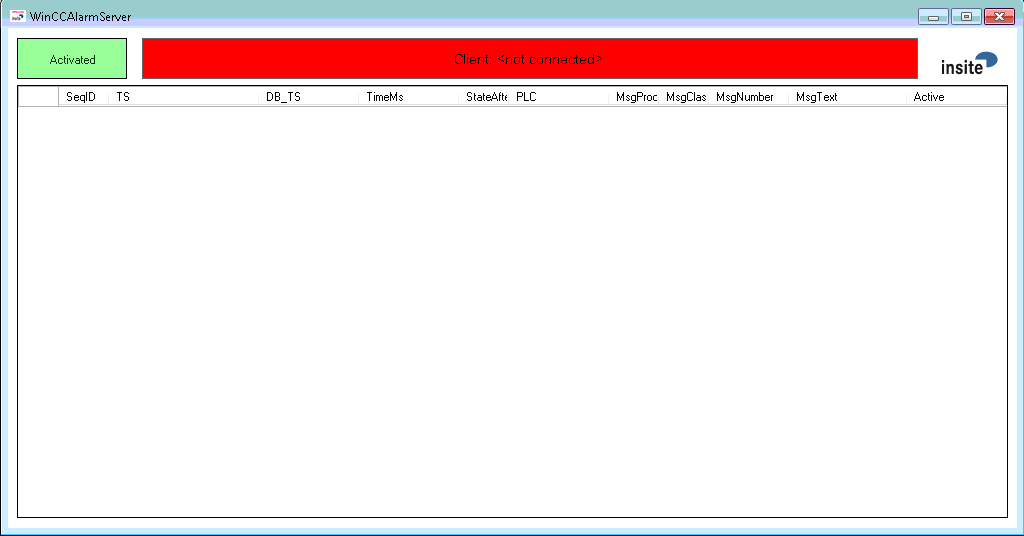 WinCCAlarmServer
Activated
Client: <not connected>
insite
SeqID TS DB_TS TimeMs StateAfte PLC MsgProc MsgClas MsgNumber MsgText Active